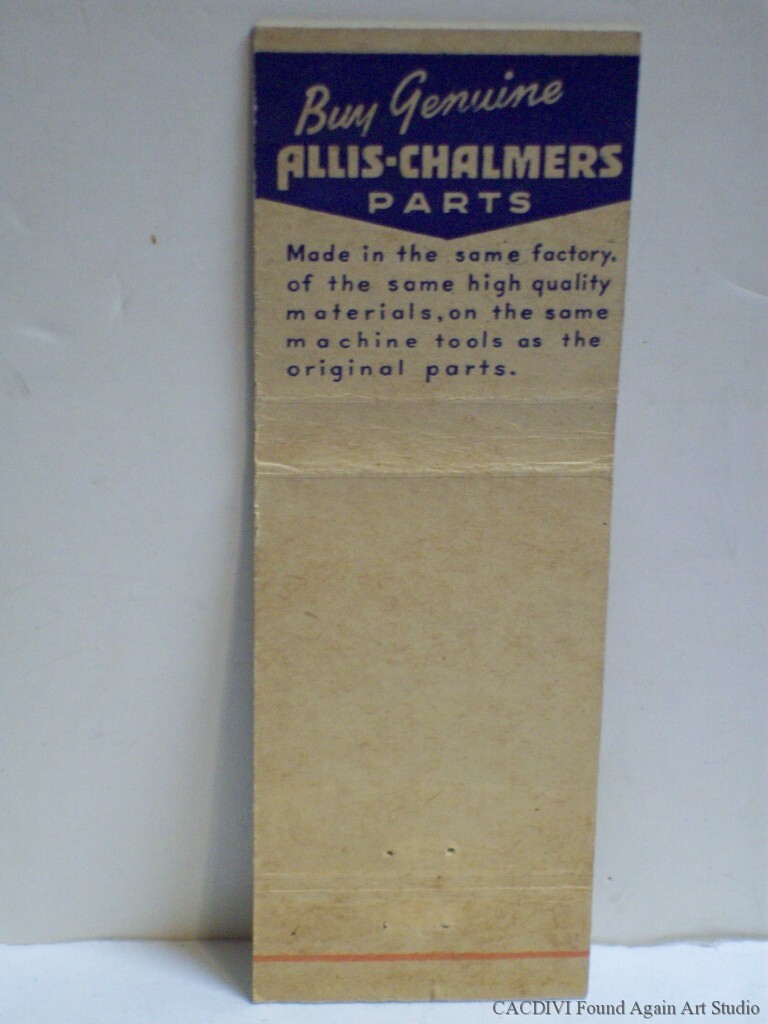 Buy Genuine
ALLIS-CHALMERS
PARTS
Made in the same factory,
of the same high quality
materials, on the same
machine tools as the
original parts.
CACDIVI Found Again Art Studio